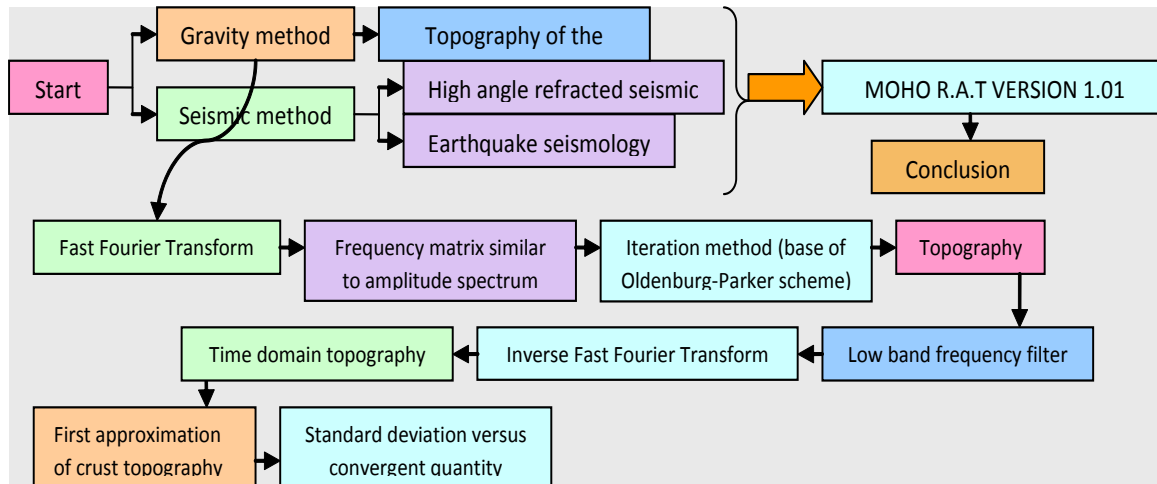 Start
Gravity method
Topography of the
Seismic method
High angle refracted seismic
Earthquake seismology
MOHO R.A.T VERSION 1.01
Conclusion
Fast Fourier Transform
Frequency matrix similar
to amplitude spectrum
Iteration method (base of
Oldenburg-Parker scheme)
Topography
Low band frequency filter
Inverse Fast Fourier Transform
Time domain topography
First approximation
of crust topography
Standard deviation versus
convergent quantity